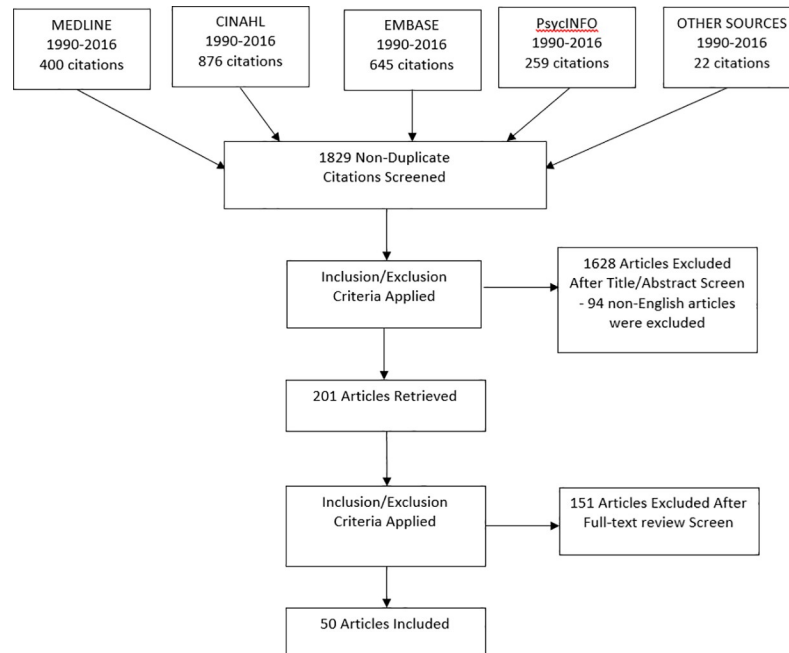 MEDLINE
1990-2016
400 citations
CINAHL
1990-2016
876 citations
EMBASE
1990-2016
645 citations
PsycINFO
1990-2016
259 citations
OTHER SOURCES
1990-2016
22 citations
1829 Non-Duplicate
Citations Screened
Inclusion/Exclusion
Criteria Applied
1628 Articles Excluded
After Title/Abstract Screen
- 94 non-English articles
were excluded
201 Articles Retrieved
Inclusion/Exclusion
Criteria Applied
151 Articles Excluded After
Full-text review Screen
50 Articles Included